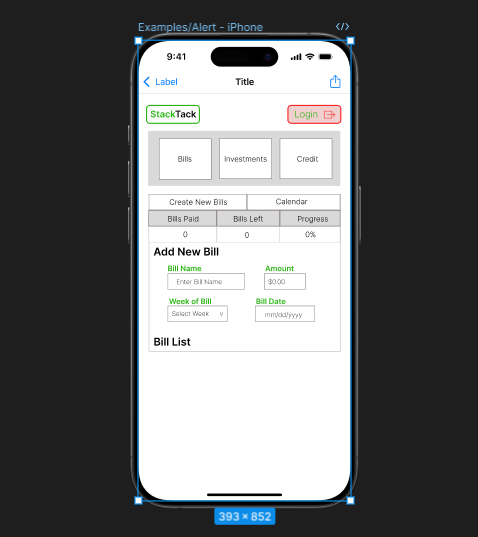 Examples/Alert - iPhone
9:41
Label Title
StackTack Login
Bills Investments Credit
Create New Bills Calendar
Bills Paid Bills Left Progress
0 0 0%
Add New Bill
Bill Name Amount
Enter Bill Name $0.00
Week of Bill Bill Date
Select Week mm/dd/yyyy
Bill List
393 × 852